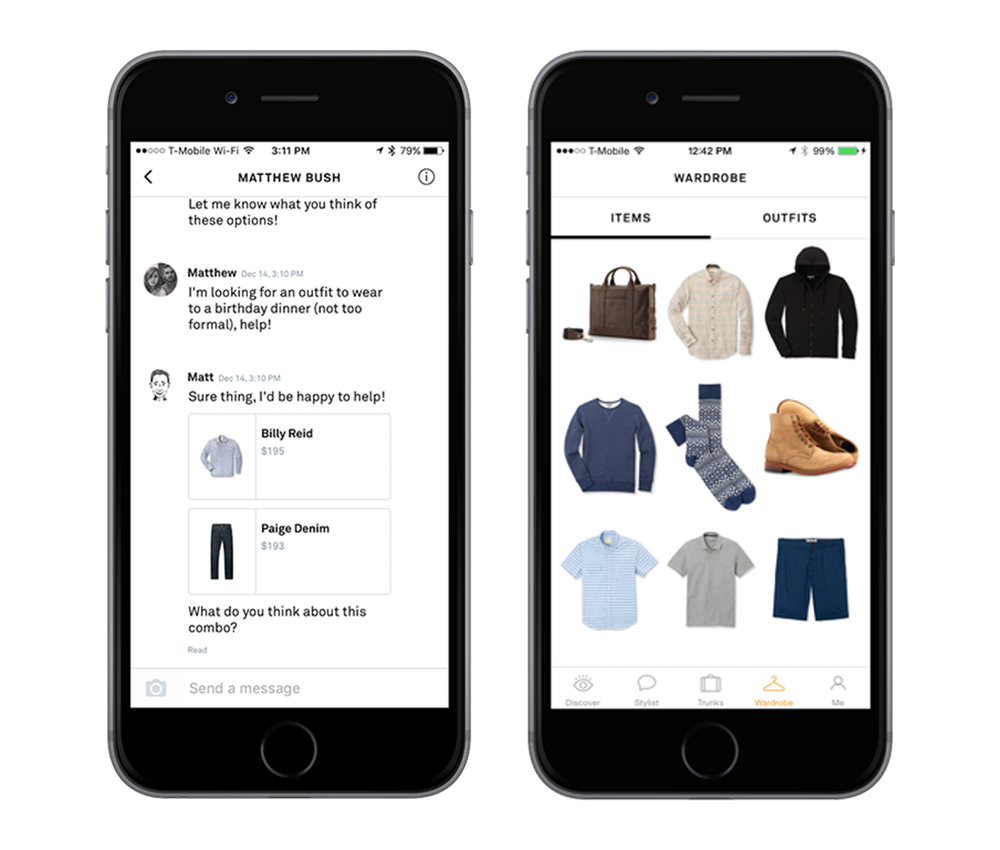 T-Mobile Wi-Fi 3:11 PM 79%
MATTHEW BUSH
Let me know what you think of
these options!
Matthew Dec 14, 3:10 PM
I'm looking for an outfit to wear
to a birthday dinner (not too
formal), help!
Matt Dec 14, 3:10 PM
Sure thing, I'd be happy to help!
Billy Reid
$195
Paige Denim
$193
What do you think about this
combo?
Read
Send a message
T-Mobile 12:42 PM 99%
WARDROBE
ITEMS OUTFITS
Discover Stylist Trunks Wardrobe Me